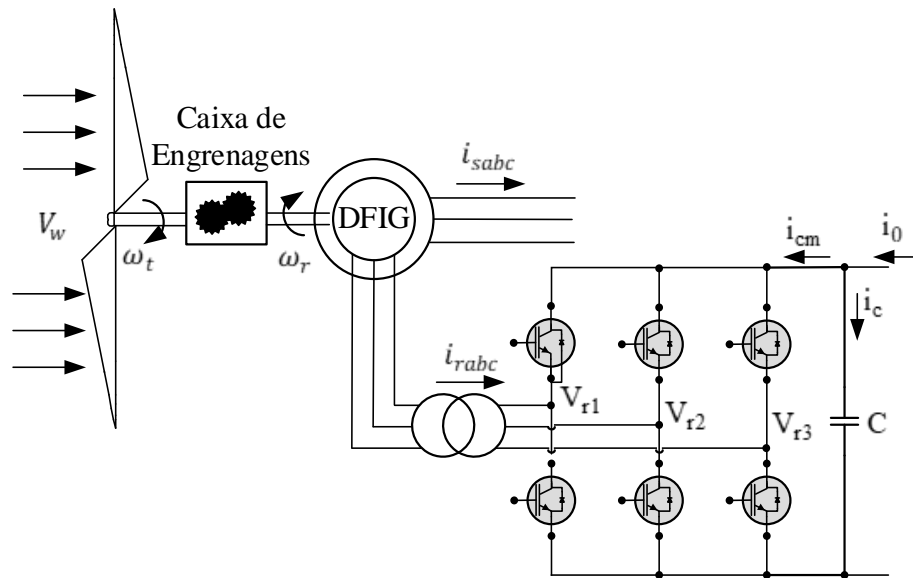 Caixa de
Engrenagens
i_sabc
DFIG
V_w
ω_t
ω_r
i_cm
i_0
i_c
i_rabc
V_r1
V_r2
V_r3
C